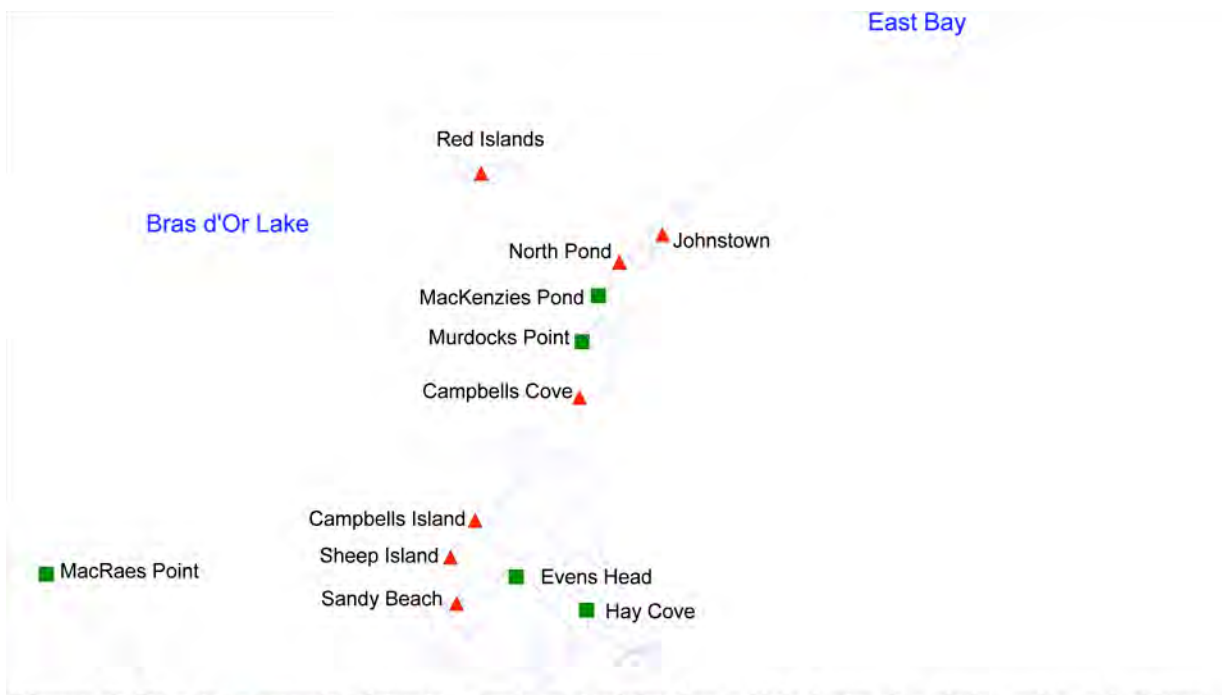 East Bay
Red Islands
Bras d'Or Lake
Johnstown
North Pond
MacKenzies Pond
Murdocks Point
Campbells Cove
Campbells Island
Sheep Island
MacRaes Point
Evens Head
Sandy Beach
Hay Cove